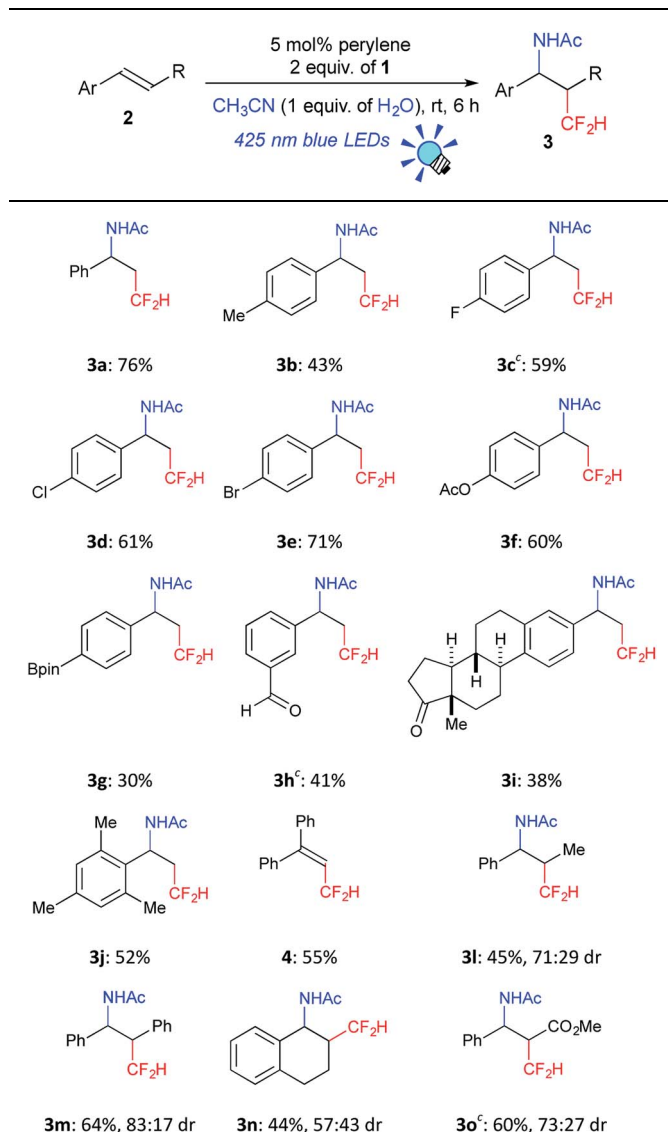 5 mol% perylene
NHAc
Ar R 2 equiv. of 1 Ar R
2 CH₃CN (1 equiv. of H₂O), rt, 6 h CF₂H
425 nm blue LEDs 3
NHAc NHAc NHAc
Ph CF₂H Me CF₂H F CF₂H
3a: 76% 3b: 43% 3cᶜ: 59%
NHAc NHAc NHAc
Cl CF₂H Br CF₂H AcO CF₂H
3d: 61% 3e: 71% 3f: 60%
NHAc NHAc NHAc
Bpin CF₂H H O CF₂H O Me H H H CF₂H
3g: 30% 3hᶜ: 41% 3i: 38%
Me NHAc Ph NHAc
Me Me CF₂H Ph CF₂H Ph Me CF₂H
3j: 52% 4: 55% 3l: 45%, 71:29 dr
NHAc NHAc NHAc
Ph Ph CF₂H CF₂H Ph CO₂Me CF₂H
3m: 64%, 83:17 dr 3n: 44%, 57:43 dr 3oᶜ: 60%, 73:27 dr